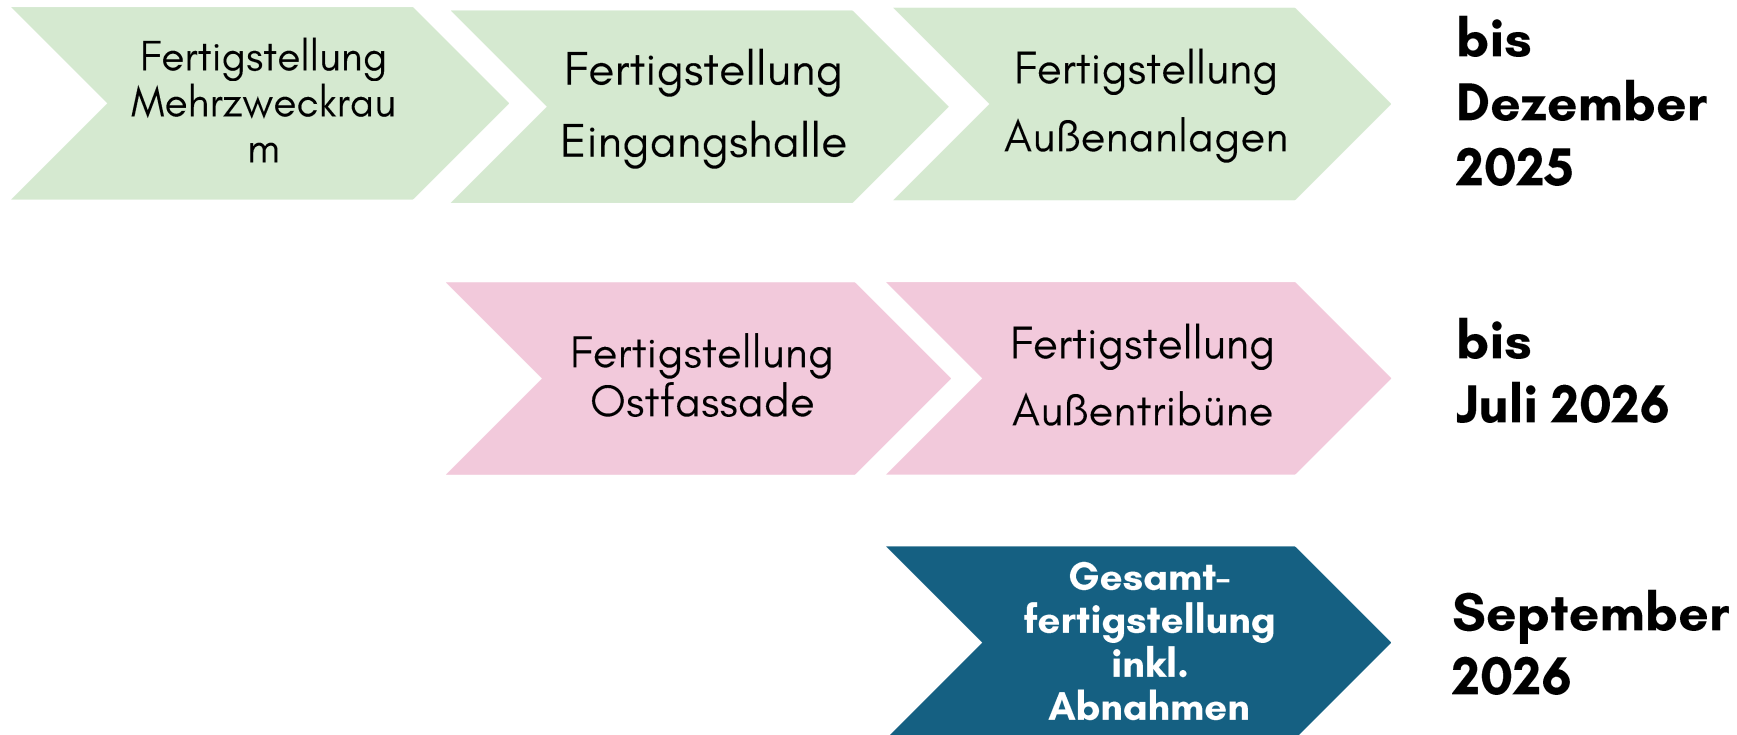 Fertigstellung
Mehrzweckrau
m
Fertigstellung
Eingangshalle
Fertigstellung
Außenanlagen
bis
Dezember
2025
Fertigstellung
Ostfassade
Fertigstellung
Außentribüne
bis
Juli 2026
Gesamt-
fertigstellung
inkl.
Abnahmen
September
2026